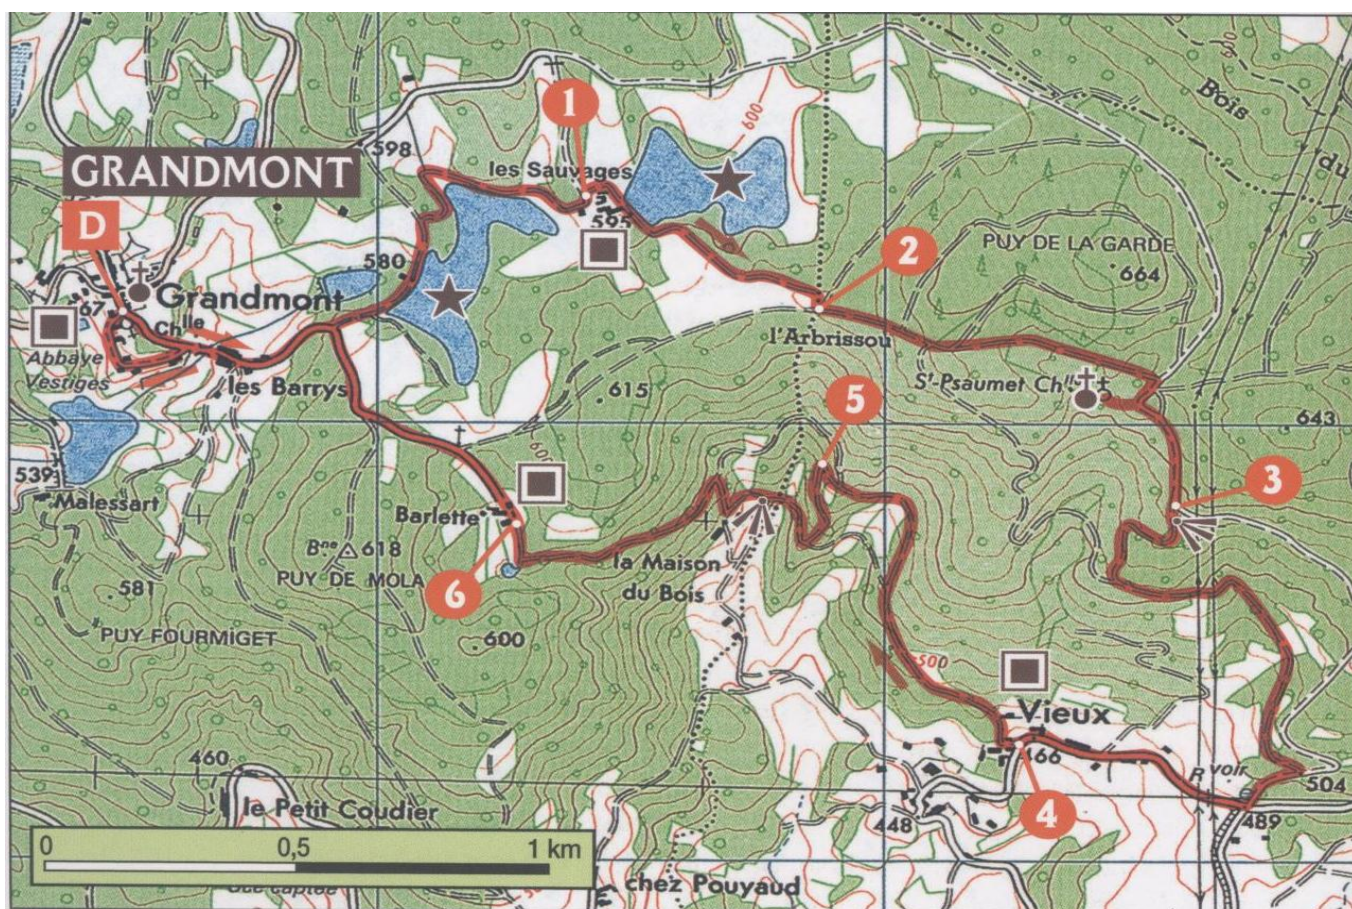 600
Bois
1
598
les Sauvages
du
GRANDMONT
595
D
2
PUY DE LA GARDE
580
664
Grandmont
67
Chlle
l'Arbrissou
Abbaye
Vestiges
les Barrys
St-Psaumet Chlle
615
5
643
600
539
3
Malessart
Barlette
Bne 618
la Maison
du Bois
PUY DE MOLA
6
581
PUY FOURMIGET
600
500
Vieux
466
460
Rvoir
504
le Petit Coudier
4
448
489
0 0,5 1 km
chez Pouyaud